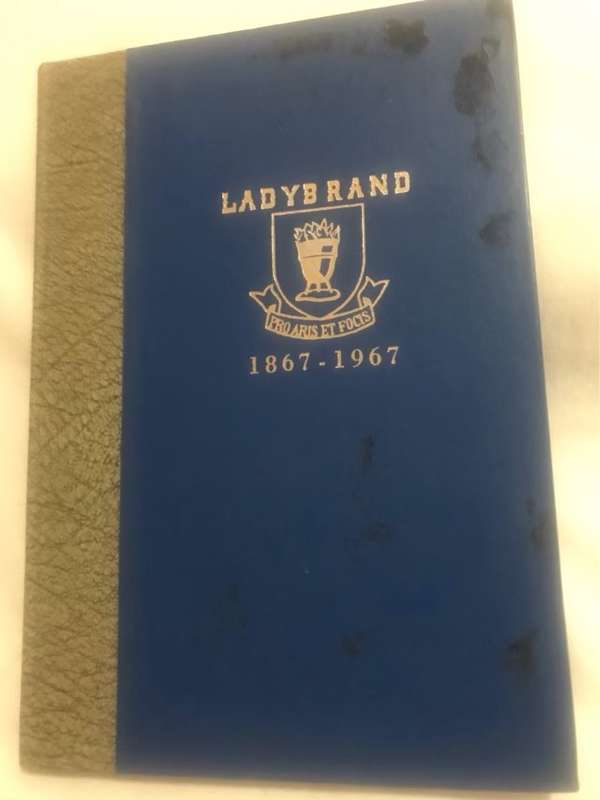 LADYBRAND
PRO ARIS ET FOCIS
1867-1967